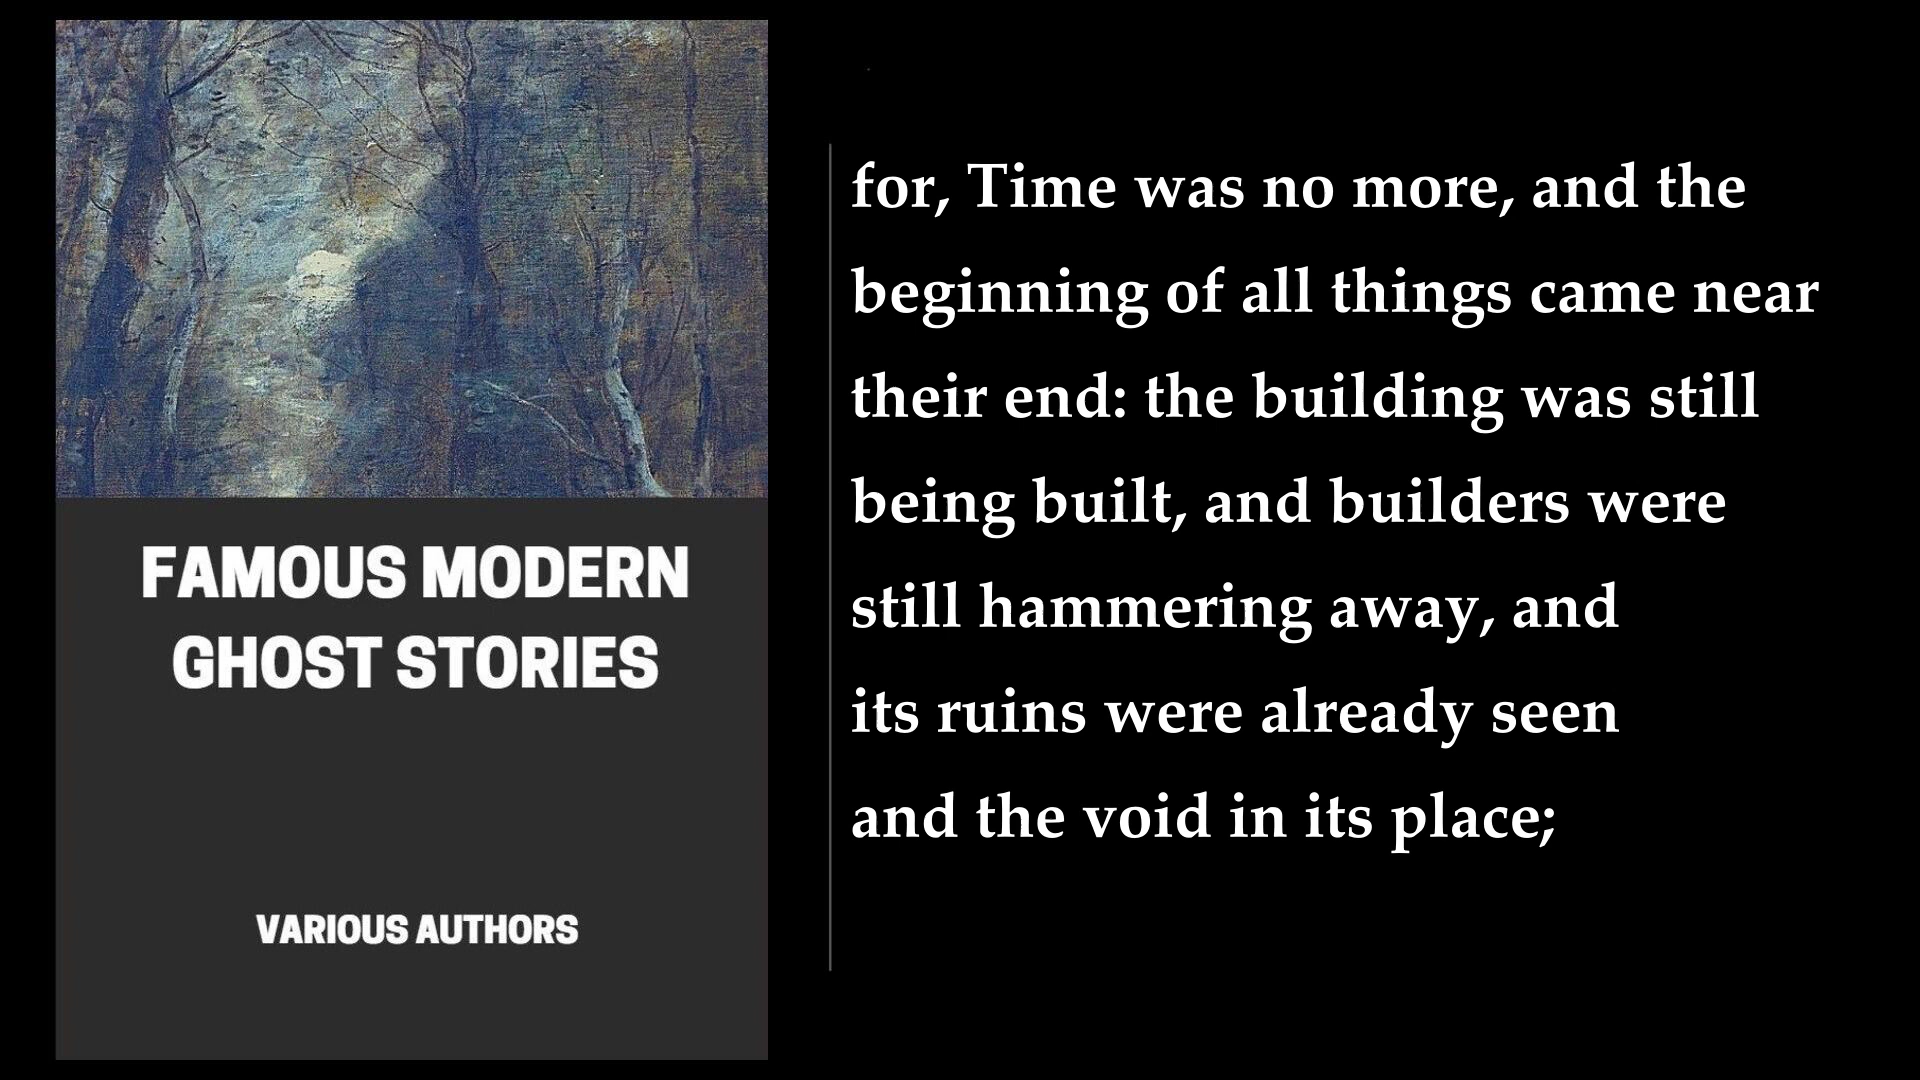 FAMOUS MODERN
GHOST STORIES
VARIOUS AUTHORS
for, Time was no more, and the
beginning of all things came near
their end: the building was still
being built, and builders were
still hammering away, and
its ruins were already seen
and the void in its place;